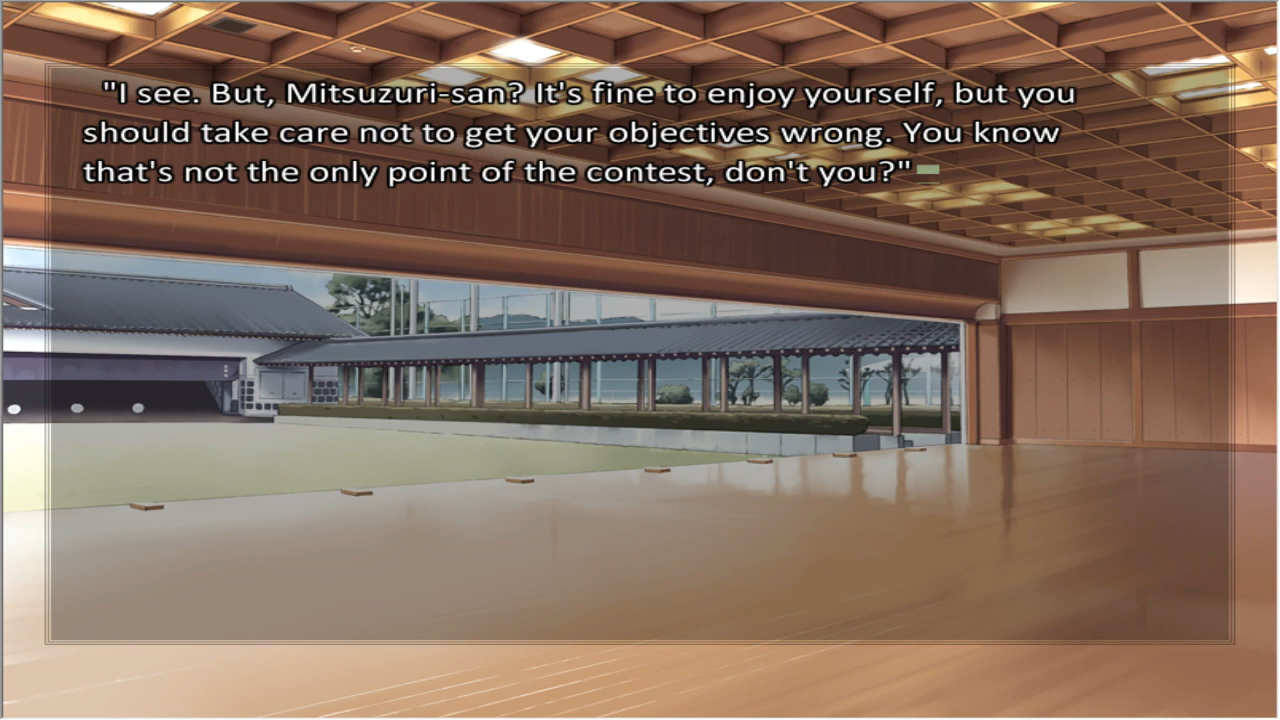 "I see. But, Mitsuzuri-san? It's fine to enjoy yourself, but you
should take care not to get your objectives wrong. You know
that's not the only point of the contest, don't you?"